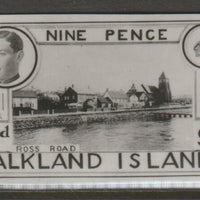 NINE PENCE
d
ROSS ROAD
ALKLAND ISLAN